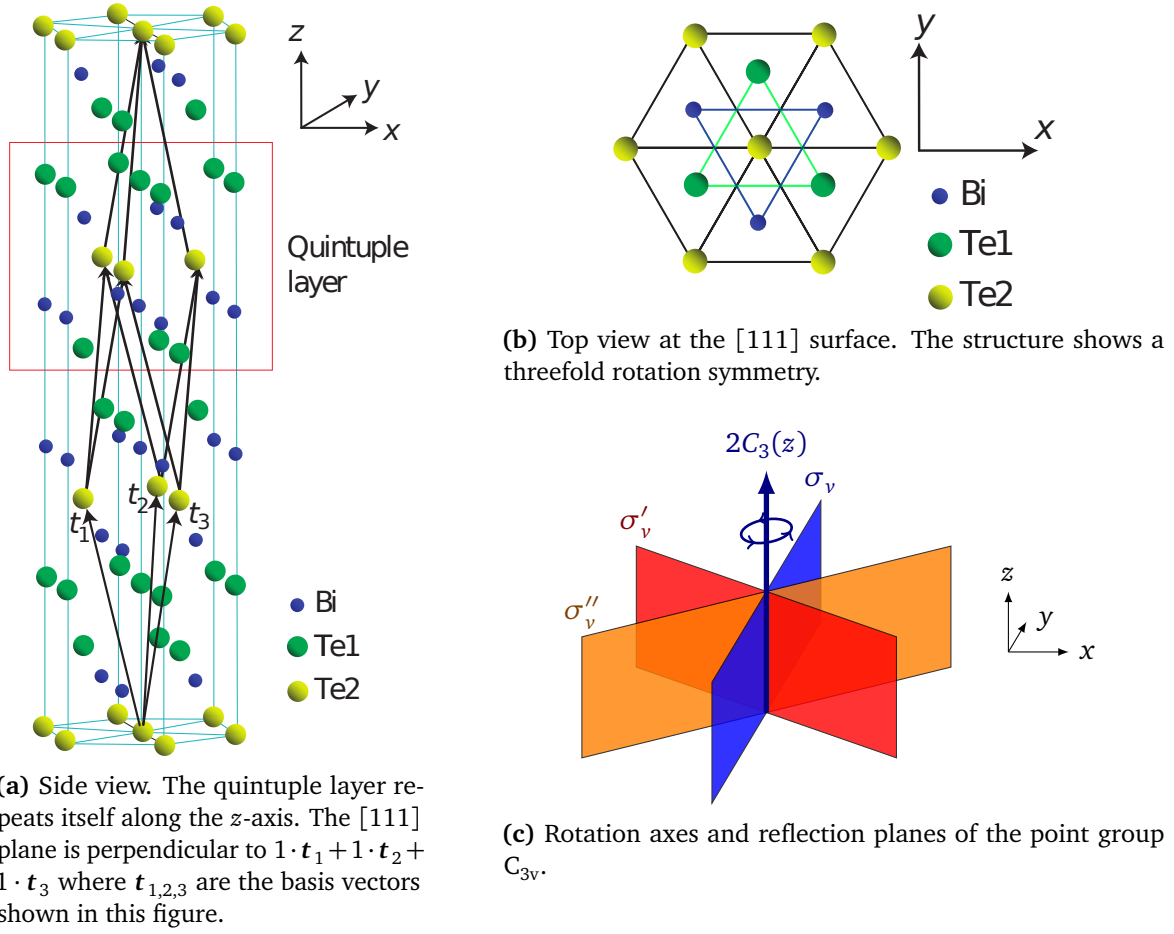 z
y
x
Quintuple
layer
t₁
t₂
t₃
Bi
Te1
Te2
(a) Side view. The quintuple layer re-
peats itself along the z-axis. The [111]
plane is perpendicular to 1·t₁+1·t₂+
1·t₃ where t₁,₂,₃ are the basis vectors
shown in this figure.
y
x
Bi
Te1
Te2
(b) Top view at the [111] surface. The structure shows a
threefold rotation symmetry.
2C₃(z)
σᵥ
σ′ᵥ
σ″ᵥ
z
y
x
(c) Rotation axes and reflection planes of the point group
C₃ᵥ.